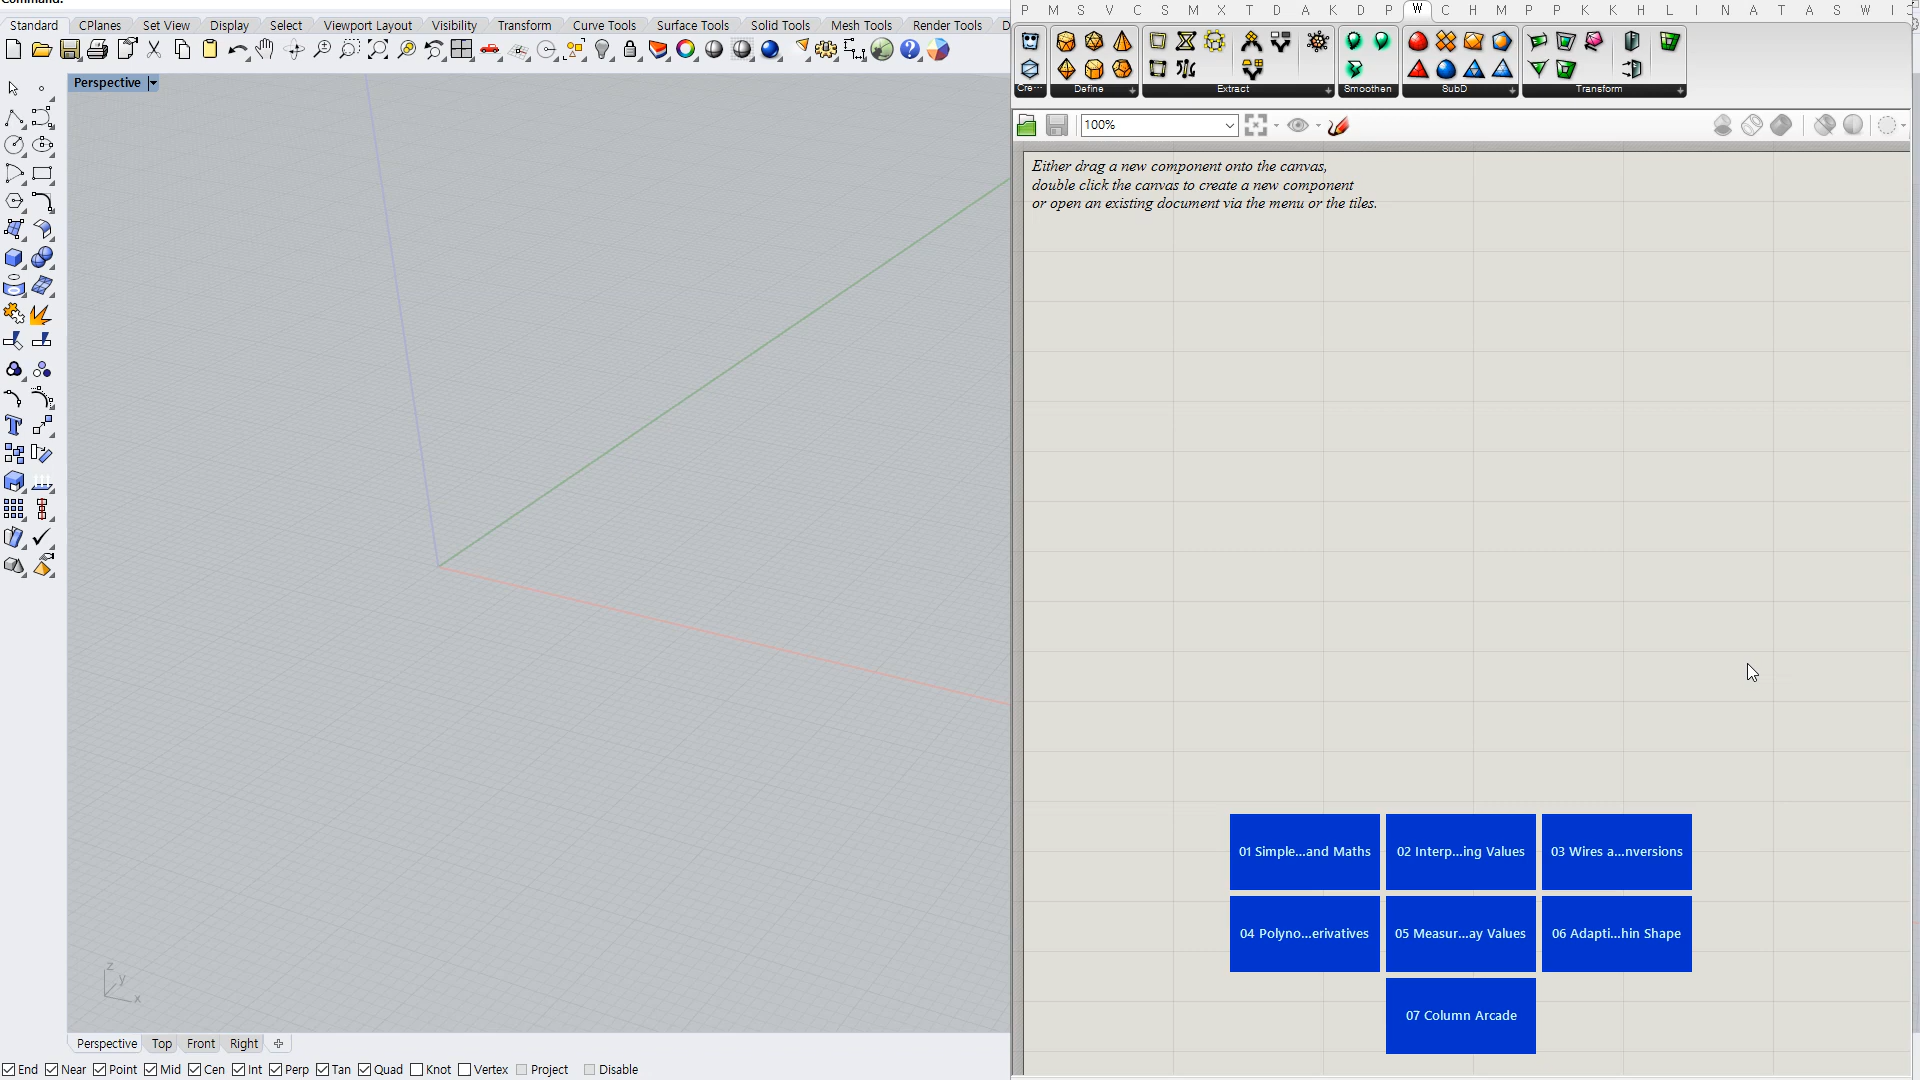 Standard CPlanes Set View Display Select Viewport Layout Visibility Transform Curve Tools Surface Tools Solid Tools Mesh Tools Render Tools D
Perspective
P M S V C S M X T D A K D P W C H M P P K K H L I N A T A S W I
Define Extract Smoothen SubD Transform
100%
Either drag a new component onto the canvas,
double click the canvas to create a new component
or open an existing document via the menu or the tiles.
01 Simple...and Maths 02 Interp...ing Values 03 Wires a...nversions
04 Polyno...erivatives 05 Measur...ay Values 06 Adapti...hin Shape
07 Column Arcade
z
y
x
Perspective Top Front Right
End Near Point Mid Cen Int Perp Tan Quad Knot Vertex Project Disable